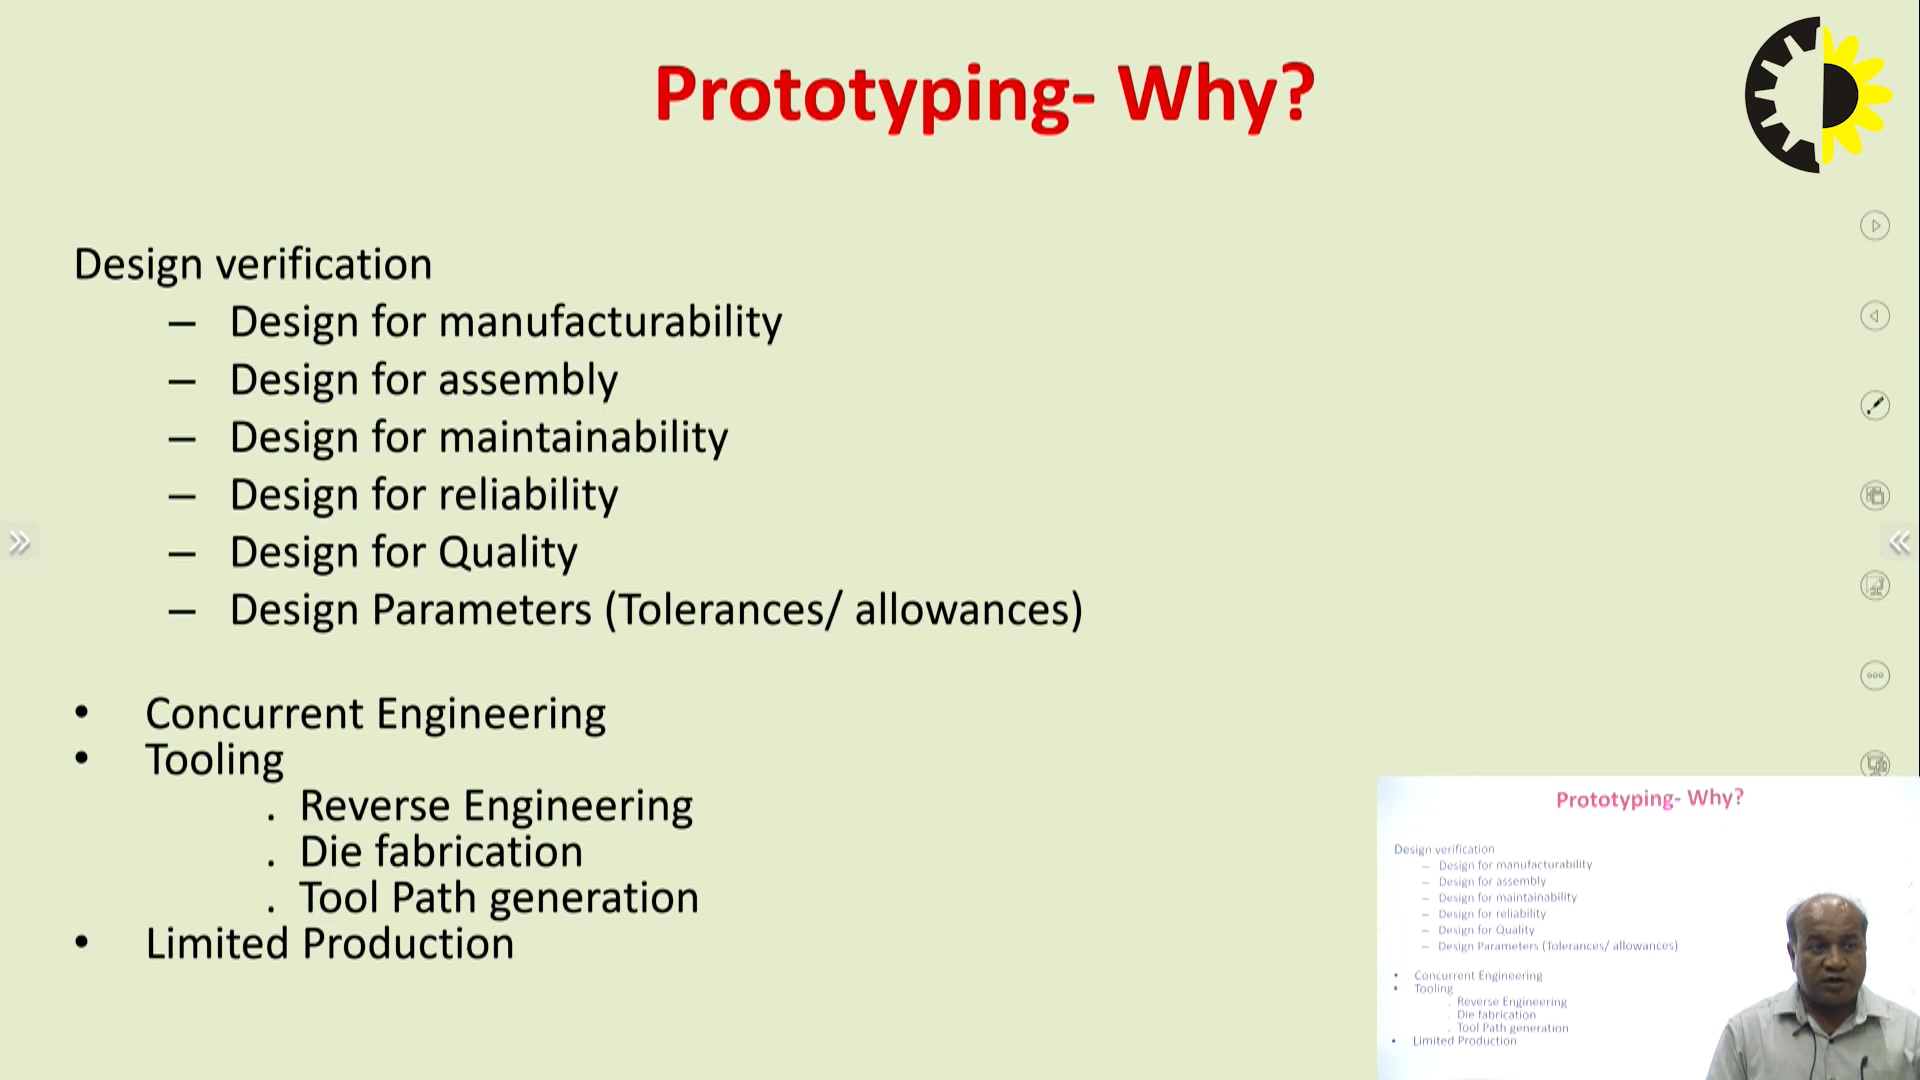 Prototyping- Why?
Design verification
– Design for manufacturability
– Design for assembly
– Design for maintainability
– Design for reliability
– Design for Quality
– Design Parameters (Tolerances/ allowances)
• Concurrent Engineering
• Tooling
. Reverse Engineering
. Die fabrication
. Tool Path generation
• Limited Production
Prototyping- Why?
Design verification
– Design for manufacturability
– Design for assembly
– Design for maintainability
– Design for reliability
– Design for Quality
– Design Parameters (Tolerances/ allowances)
• Concurrent Engineering
• Tooling
. Reverse Engineering
. Die fabrication
. Tool Path generation
• Limited Production